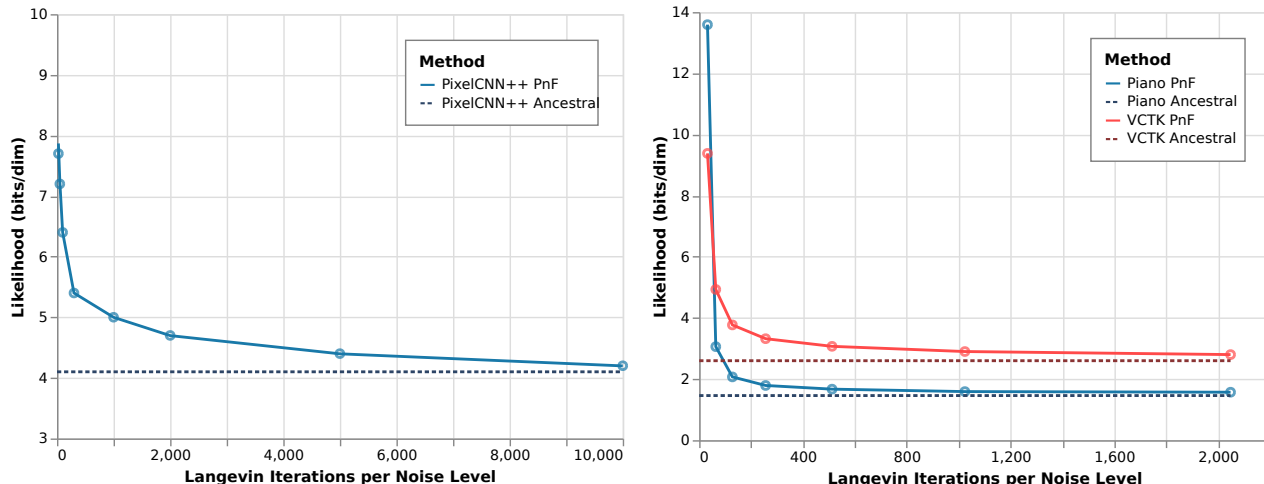 10
9
8
7
6
5
4
3
Likelihood (bits/dim)
Method
PixelCNN++ PnF
PixelCNN++ Ancestral
0
2,000
4,000
6,000
8,000
10,000
Langevin Iterations per Noise Level
14
12
10
8
6
4
2
0
Likelihood (bits/dim)
Method
Piano PnF
Piano Ancestral
VCTK PnF
VCTK Ancestral
0
400
800
1,200
1,600
2,000
Langevin Iterations per Noise Level